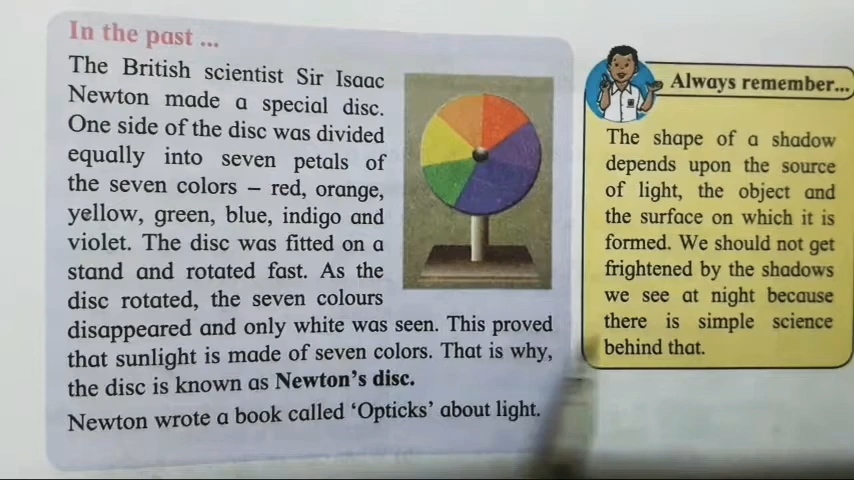 In the past ...
The British scientist Sir Isaac
Newton made a special disc.
One side of the disc was divided
equally into seven petals of
the seven colors – red, orange,
yellow, green, blue, indigo and
violet. The disc was fitted on a
stand and rotated fast. As the
disc rotated, the seven colours
disappeared and only white was seen. This proved
that sunlight is made of seven colors. That is why,
the disc is known as Newton's disc.
Newton wrote a book called 'Opticks' about light.
Always remember...
The shape of a shadow
depends upon the source
of light, the object and
the surface on which it is
formed. We should not get
frightened by the shadows
we see at night because
there is simple science
behind that.